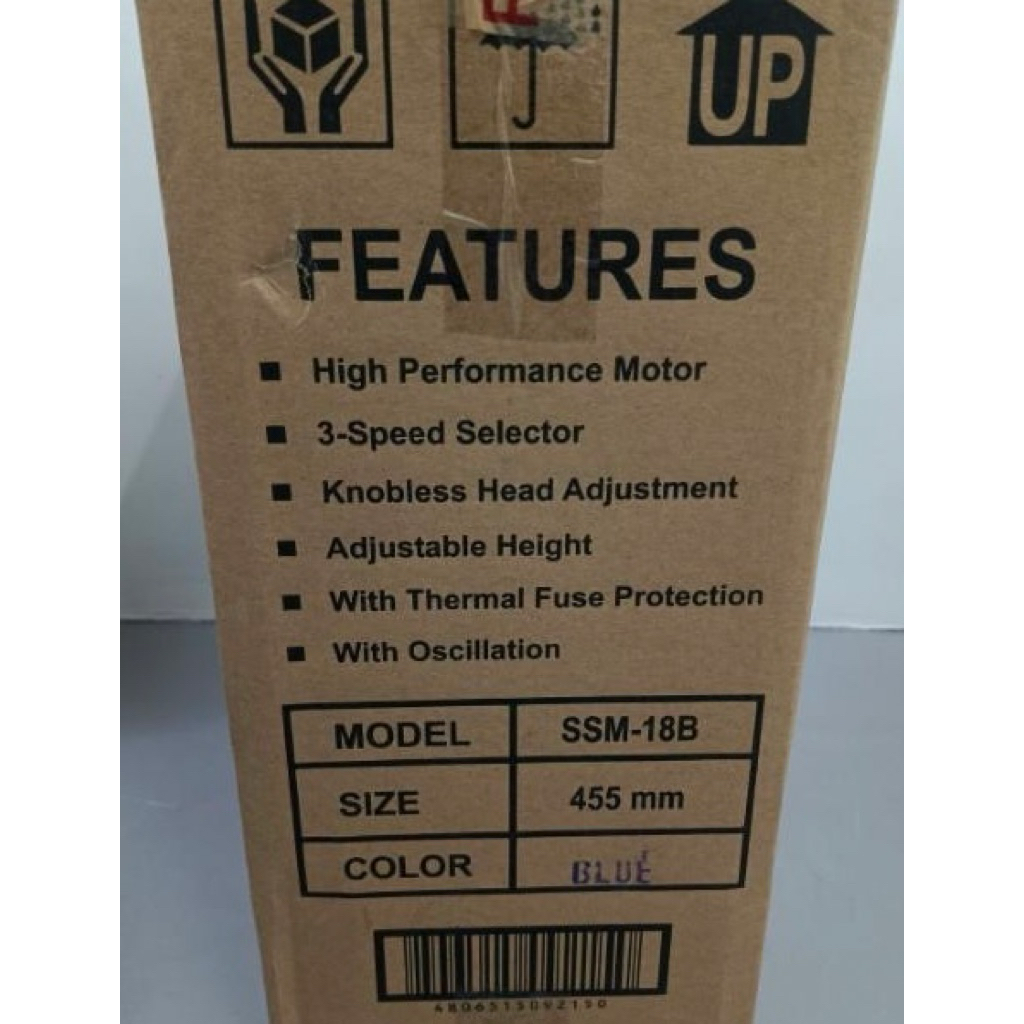 UP
FEATURES
■ High Performance Motor
■ 3-Speed Selector
■ Knobless Head Adjustment
■ Adjustable Height
■ With Thermal Fuse Protection
■ With Oscillation
MODEL SSM-18B
SIZE 455 mm
COLOR BLUE